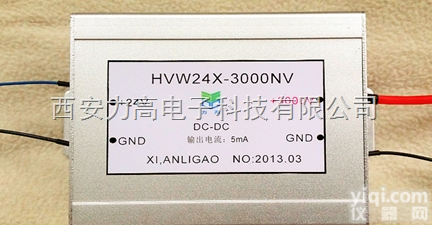 HVW24X-3000NV
+24V
DC-DC
GND
GND
输出电流：5mA
XI,ANLIGAO NO:2013.03
西安力高电子科技有限公司
yiqi.com
仪器网